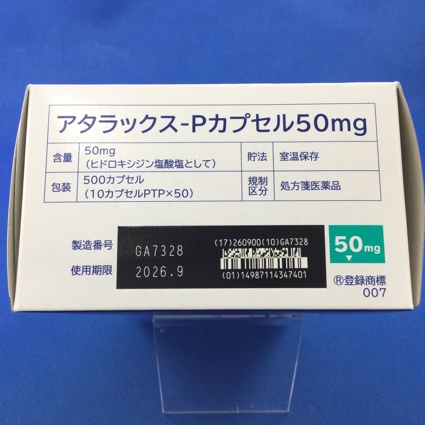 アタラックス-Pカプセル50mg
含量 50mg
(ヒドロキシジン塩酸塩として) 貯法 室温保存
包装 500カプセル
(10カプセルPTP×50) 規制
区分 処方箋医薬品
製造番号 GA7328
使用期限 2026.9
(17)260900(10)GA7328
(01)14987114347401
50mg
®登録商標
007